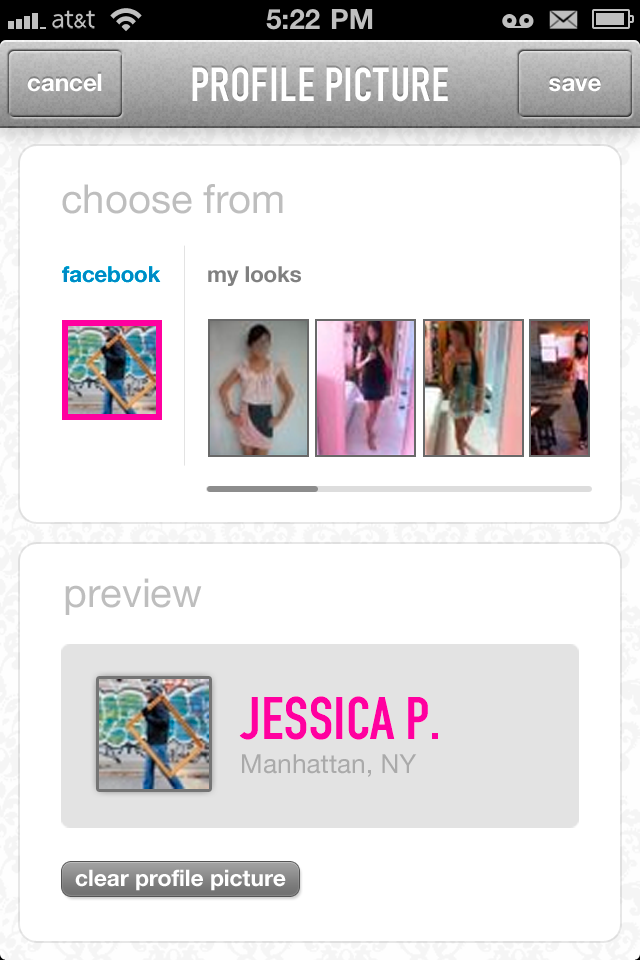 at&t 5:22 PM
cancel PROFILE PICTURE save
choose from
facebook my looks
preview
JESSICA P.
Manhattan, NY
clear profile picture